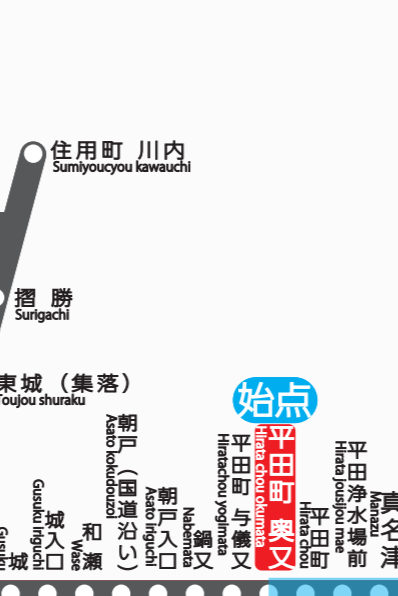 住用町 川内
Sumiyoucyou kawauchi
摺 勝
Surigachi
東城（集落）
Toujou shuraku
始点
城
Gusuku
城入口
Gusuku iriguchi
和瀬
Wase
朝戸（国道沿い）
Asato kokudouzoi
朝戸入口
Asato iriguchi
鍋又
Nabemata
平田町 与儀又
Hiratachou yogimata
平田町 奥又
Hirata chou okumata
平田町
Hirata chou
平田浄水場前
Hirata jousijou mae
真名津
Manazu